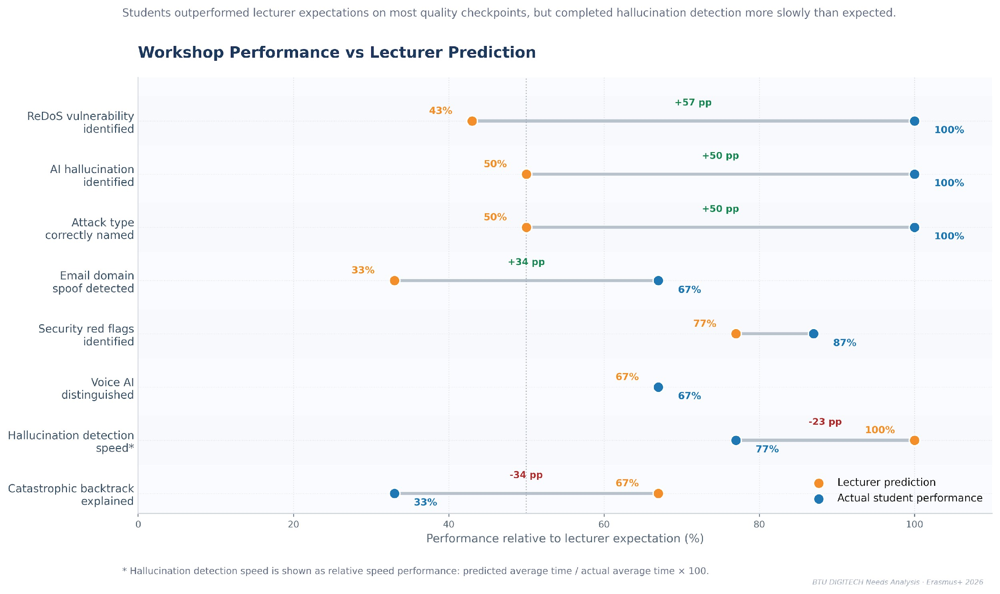 Students outperformed lecturer expectations on most quality checkpoints, but completed hallucination detection more slowly than expected.
Workshop Performance vs Lecturer Prediction
ReDoS vulnerability
identified
43%
+57 pp
100%
AI hallucination
identified
50%
+50 pp
100%
Attack type
correctly named
50%
+50 pp
100%
Email domain
spoof detected
33%
+34 pp
67%
Security red flags
identified
77%
87%
Voice AI
distinguished
67%
67%
Hallucination detection
speed*
-23 pp
100%
77%
Catastrophic backtrack
explained
-34 pp
67%
33%
Lecturer prediction
Actual student performance
0 20 40 60 80 100
Performance relative to lecturer expectation (%)
* Hallucination detection speed is shown as relative speed performance: predicted average time / actual average time × 100.
BTU DIGITECH Needs Analysis · Erasmus+ 2026